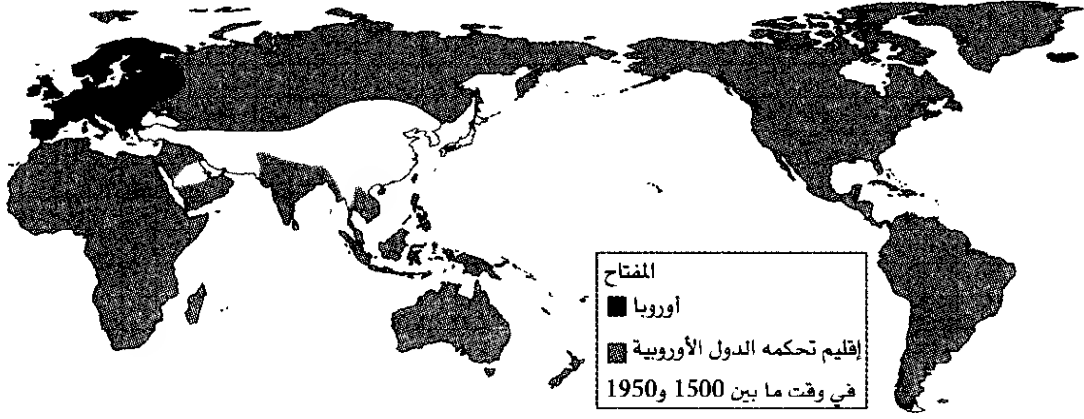 المفتاح
أوروبا
إقليم تحكمه الدول الأوروبية
في وقت ما بين 1500 و1950